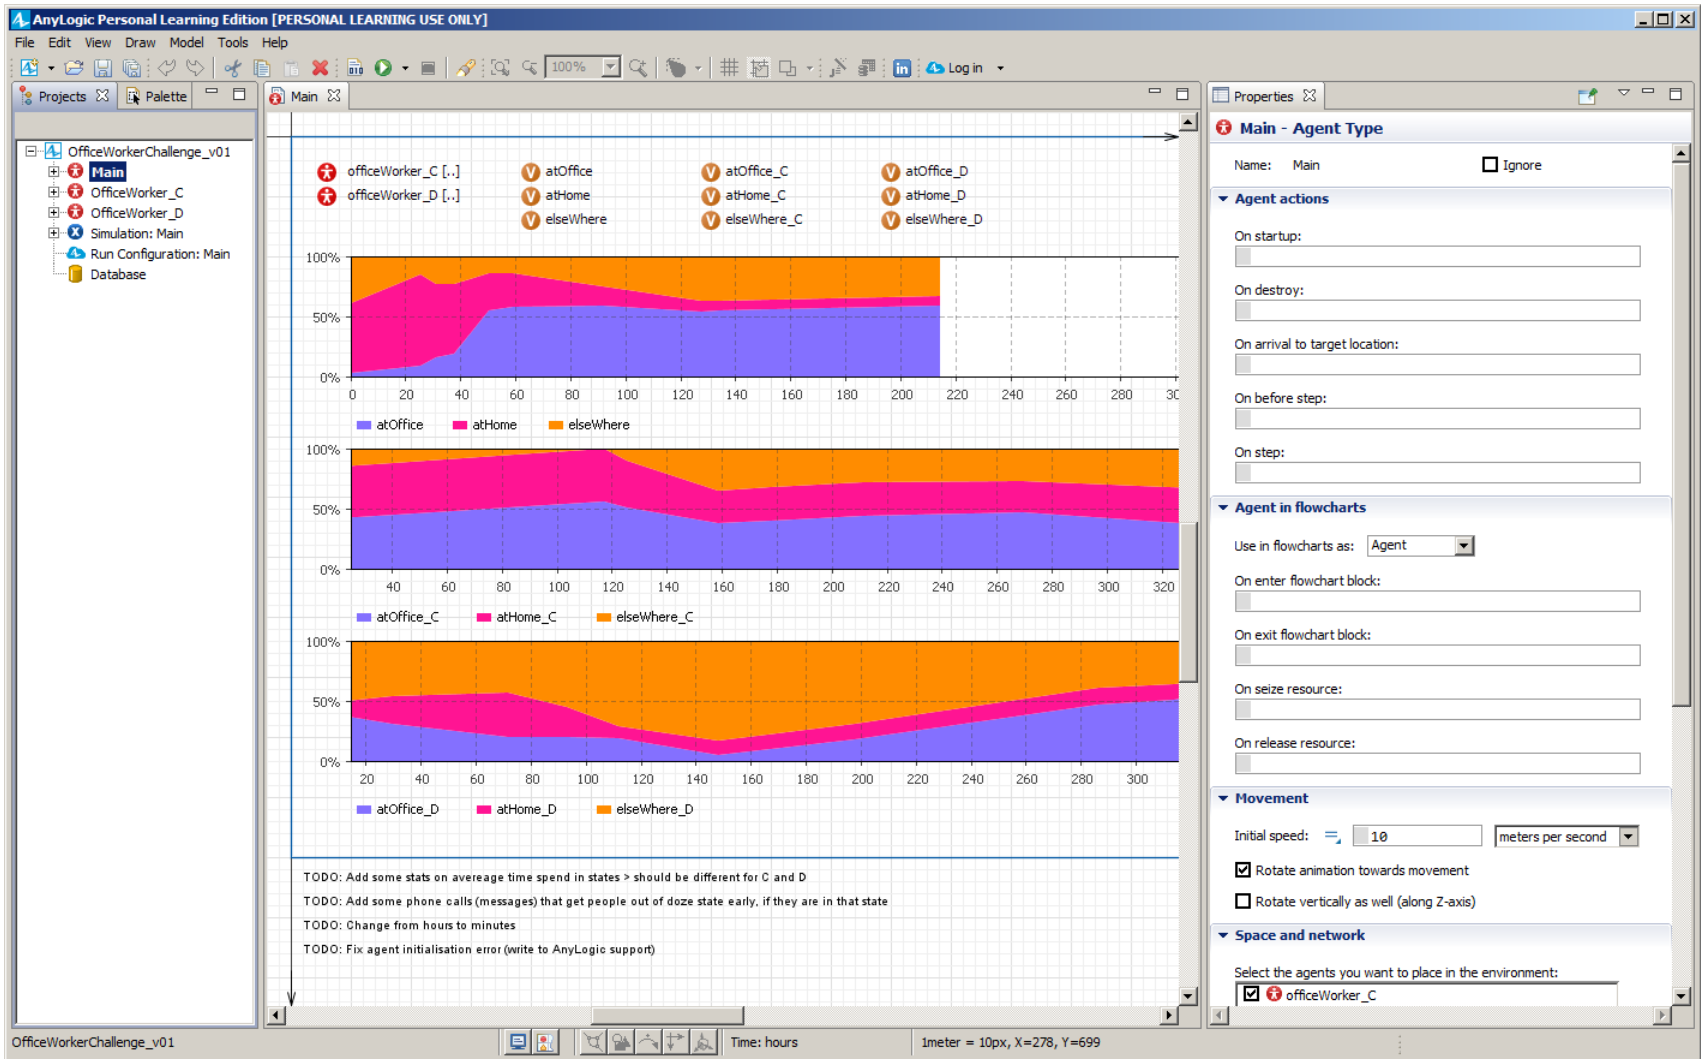 AnyLogic Personal Learning Edition [PERSONAL LEARNING USE ONLY]
File Edit View Draw Model Tools Help
100% Log in
Projects Palette
Main
Properties
OfficeWorkerChallenge_v01
Main
OfficeWorker_C
OfficeWorker_D
Simulation: Main
Run Configuration: Main
Database
officeWorker_C [..] atOffice atOffice_C atOffice_D
officeWorker_D [..] atHome atHome_C atHome_D
elseWhere elseWhere_C elseWhere_D
100%
50%
0%
0 20 40 60 80 100 120 140 160 180 200 220 240 260 280 30
atOffice atHome elseWhere
100%
50%
0%
40 60 80 100 120 140 160 180 200 220 240 260 280 300 320
atOffice_C atHome_C elseWhere_C
100%
50%
0%
20 40 60 80 100 120 140 160 180 200 220 240 260 280 300
atOffice_D atHome_D elseWhere_D
TODO: Add some stats on avereage time spend in states > should be different for C and D
TODO: Add some phone calls (messages) that get people out of doze state early, if they are in that state
TODO: Change from hours to minutes
TODO: Fix agent initialisation error (write to AnyLogic support)
Main - Agent Type
Name: Main Ignore
Agent actions
On startup:
On destroy:
On arrival to target location:
On before step:
On step:
Agent in flowcharts
Use in flowcharts as: Agent
On enter flowchart block:
On exit flowchart block:
On seize resource:
On release resource:
Movement
Initial speed: 10 meters per second
Rotate animation towards movement
Rotate vertically as well (along Z-axis)
Space and network
Select the agents you want to place in the environment:
officeWorker_C
OfficeWorkerChallenge_v01
Time: hours
1meter = 10px, X=278, Y=699